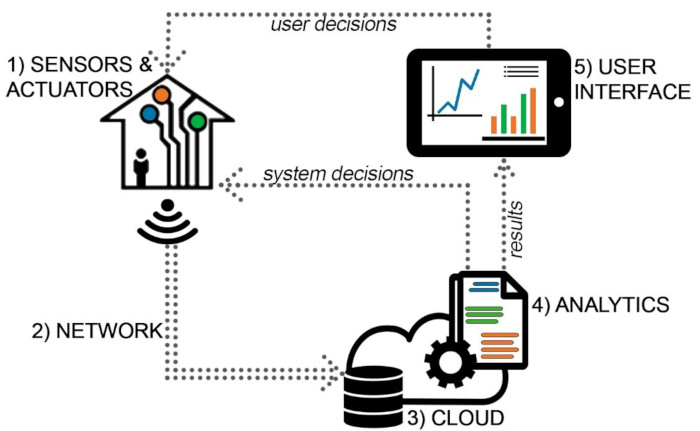 user decisions
1) SENSORS &
ACTUATORS
5) USER
INTERFACE
system decisions
results
4) ANALYTICS
2) NETWORK
3) CLOUD